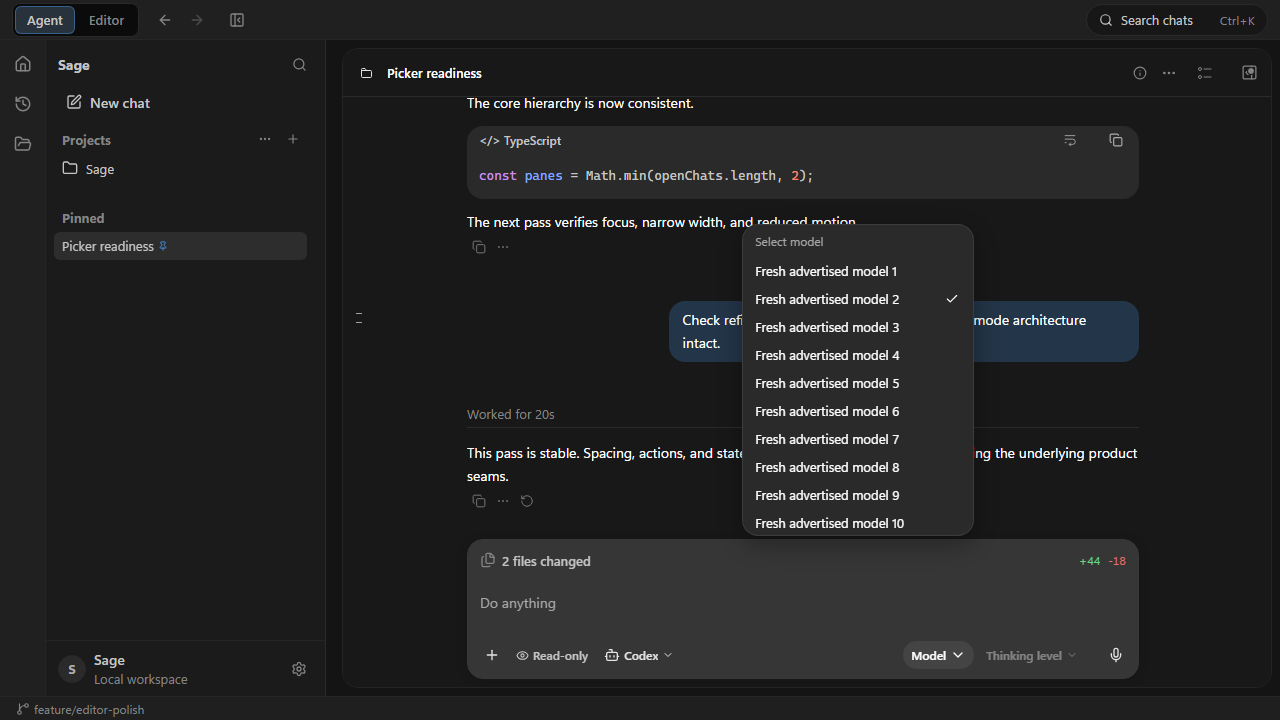 Agent
Editor
Search chats
Ctrl+K
Sage
New chat
Projects
Sage
Pinned
Picker readiness
Picker readiness
The core hierarchy is now consistent.
</> TypeScript
const panes = Math.min(openChats.length, 2);
The next pass verifies focus, narrow width, and reduced motion.
Select model
Fresh advertised model 1
Fresh advertised model 2
Fresh advertised model 3
Fresh advertised model 4
Fresh advertised model 5
Fresh advertised model 6
Fresh advertised model 7
Fresh advertised model 8
Fresh advertised model 9
Fresh advertised model 10
Check mode architecture
intact.
Worked for 20s
This pass is stable. Spacing, actions, and the underlying product
seams.
2 files changed
+44 -18
Do anything
Read-only
Codex
Model
Thinking level
S
Sage
Local workspace
feature/editor-polish